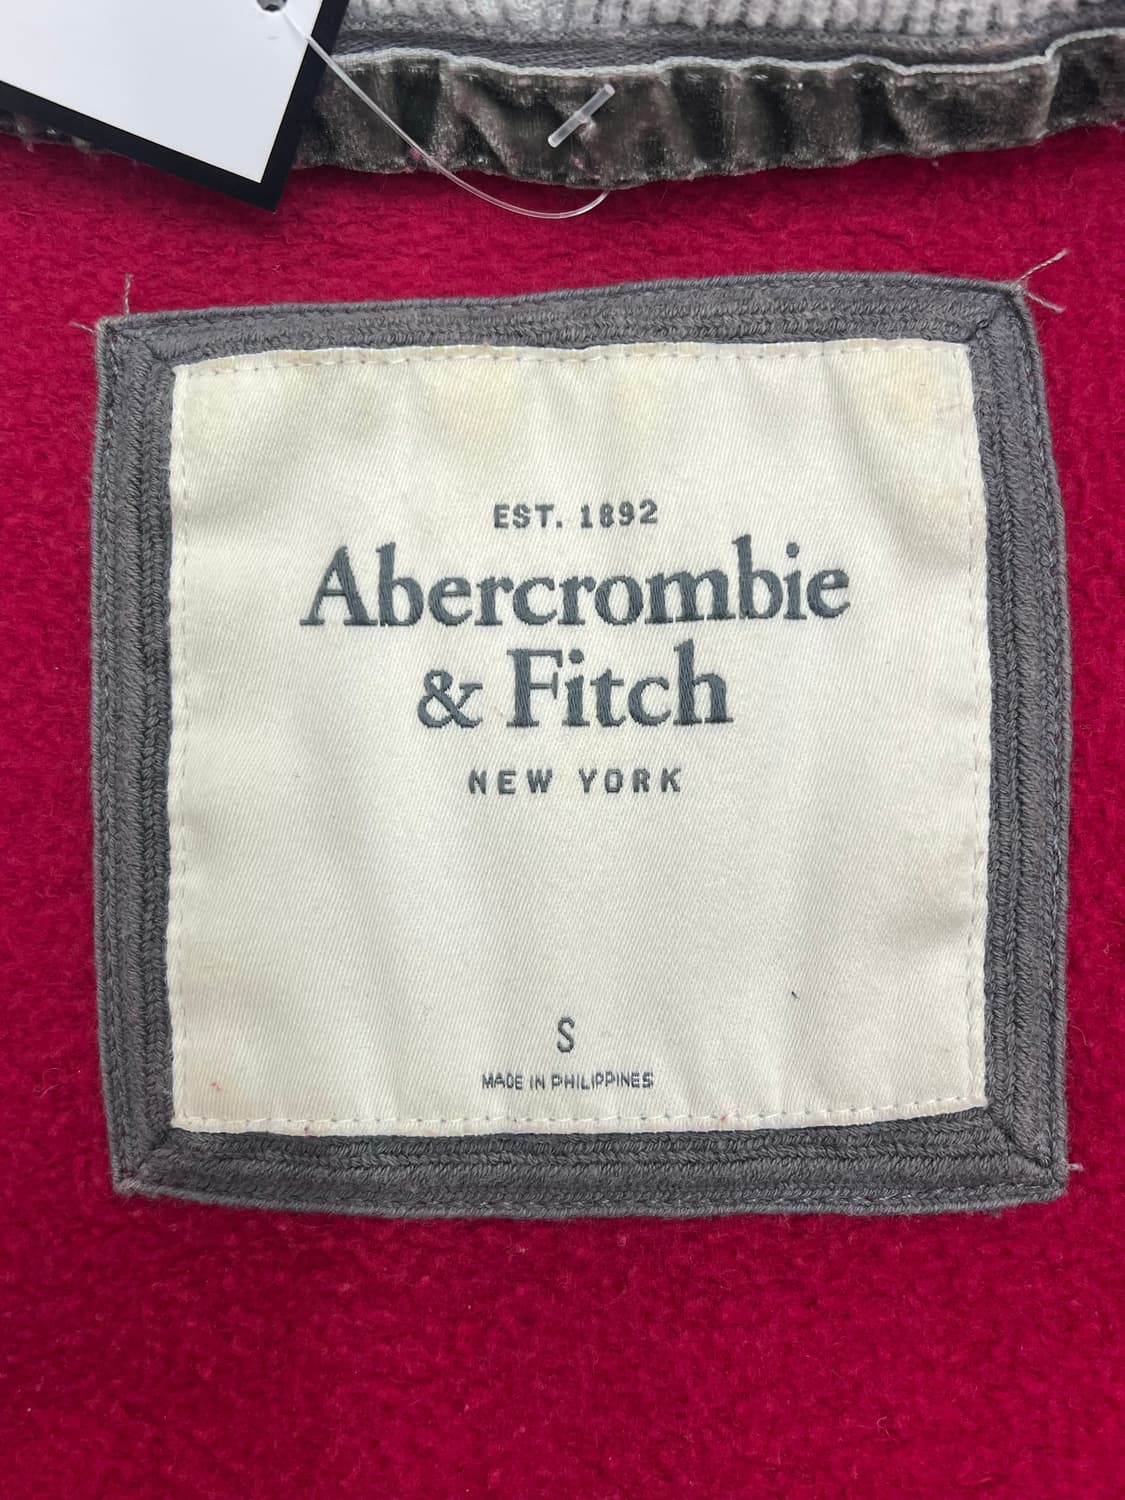 EST. 1892
Abercrombie
& Fitch
NEW YORK
S
MADE IN PHILIPPINES